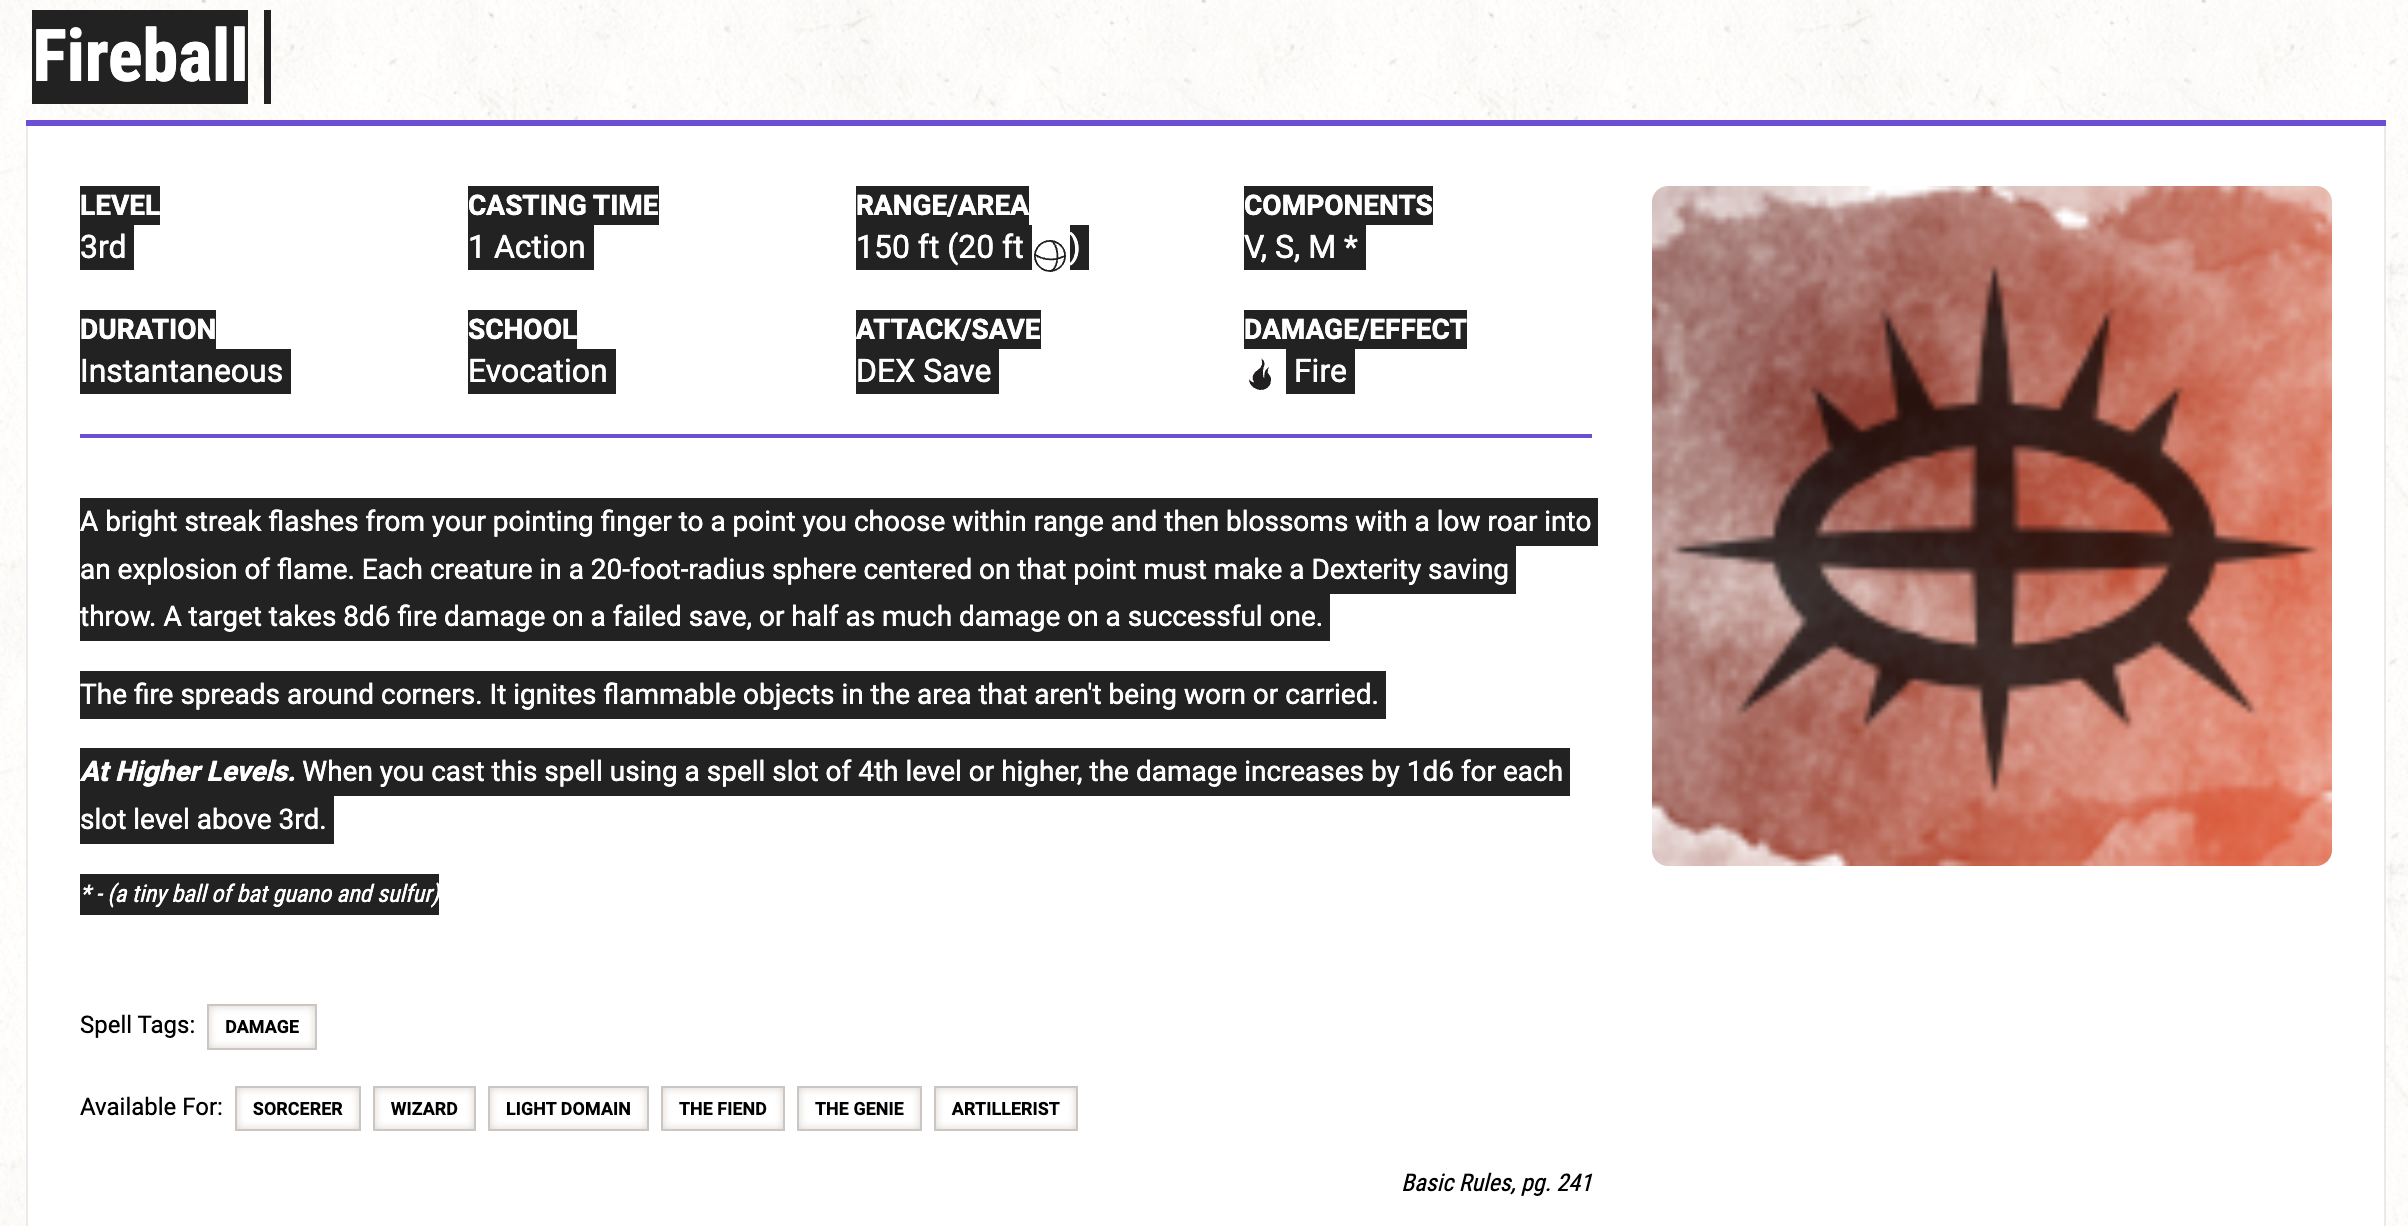 Fireball
LEVEL
3rd
CASTING TIME
1 Action
RANGE/AREA
150 ft (20 ft )
COMPONENTS
V, S, M *
DURATION
Instantaneous
SCHOOL
Evocation
ATTACK/SAVE
DEX Save
DAMAGE/EFFECT
Fire
A bright streak flashes from your pointing finger to a point you choose within range and then blossoms with a low roar into
an explosion of flame. Each creature in a 20-foot-radius sphere centered on that point must make a Dexterity saving
throw. A target takes 8d6 fire damage on a failed save, or half as much damage on a successful one.
The fire spreads around corners. It ignites flammable objects in the area that aren't being worn or carried.
At Higher Levels. When you cast this spell using a spell slot of 4th level or higher, the damage increases by 1d6 for each
slot level above 3rd.
* - (a tiny ball of bat guano and sulfur)
Spell Tags: DAMAGE
Available For: SORCERER WIZARD LIGHT DOMAIN THE FIEND THE GENIE ARTILLERIST
Basic Rules, pg. 241